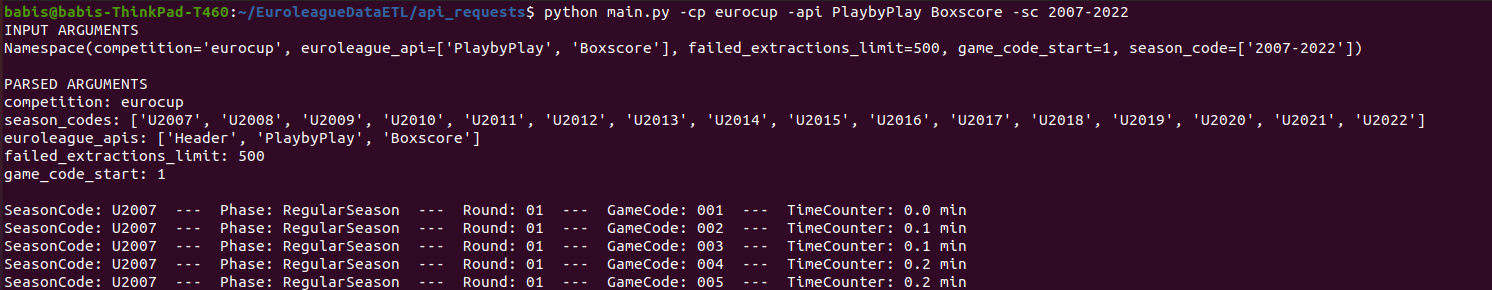 babis@babis-ThinkPad-T460:~/EuroleagueDataETL/api_requests$ python main.py -cp eurocup -api PlaybyPlay Boxscore -sc 2007-2022
INPUT ARGUMENTS
Namespace(competition='eurocup', euroleague_api=['PlaybyPlay', 'Boxscore'], failed_extractions_limit=500, game_code_start=1, season_code=['2007-2022'])
PARSED ARGUMENTS
competition: eurocup
season_codes: ['U2007', 'U2008', 'U2009', 'U2010', 'U2011', 'U2012', 'U2013', 'U2014', 'U2015', 'U2016', 'U2017', 'U2018', 'U2019', 'U2020', 'U2021', 'U2022']
euroleague_apis: ['Header', 'PlaybyPlay', 'Boxscore']
failed_extractions_limit: 500
game_code_start: 1
SeasonCode: U2007  ---  Phase: RegularSeason  ---  Round: 01  ---  GameCode: 001  ---  TimeCounter: 0.0 min
SeasonCode: U2007  ---  Phase: RegularSeason  ---  Round: 01  ---  GameCode: 002  ---  TimeCounter: 0.1 min
SeasonCode: U2007  ---  Phase: RegularSeason  ---  Round: 01  ---  GameCode: 003  ---  TimeCounter: 0.1 min
SeasonCode: U2007  ---  Phase: RegularSeason  ---  Round: 01  ---  GameCode: 004  ---  TimeCounter: 0.2 min
SeasonCode: U2007  ---  Phase: RegularSeason  ---  Round: 01  ---  GameCode: 005  ---  TimeCounter: 0.2 min